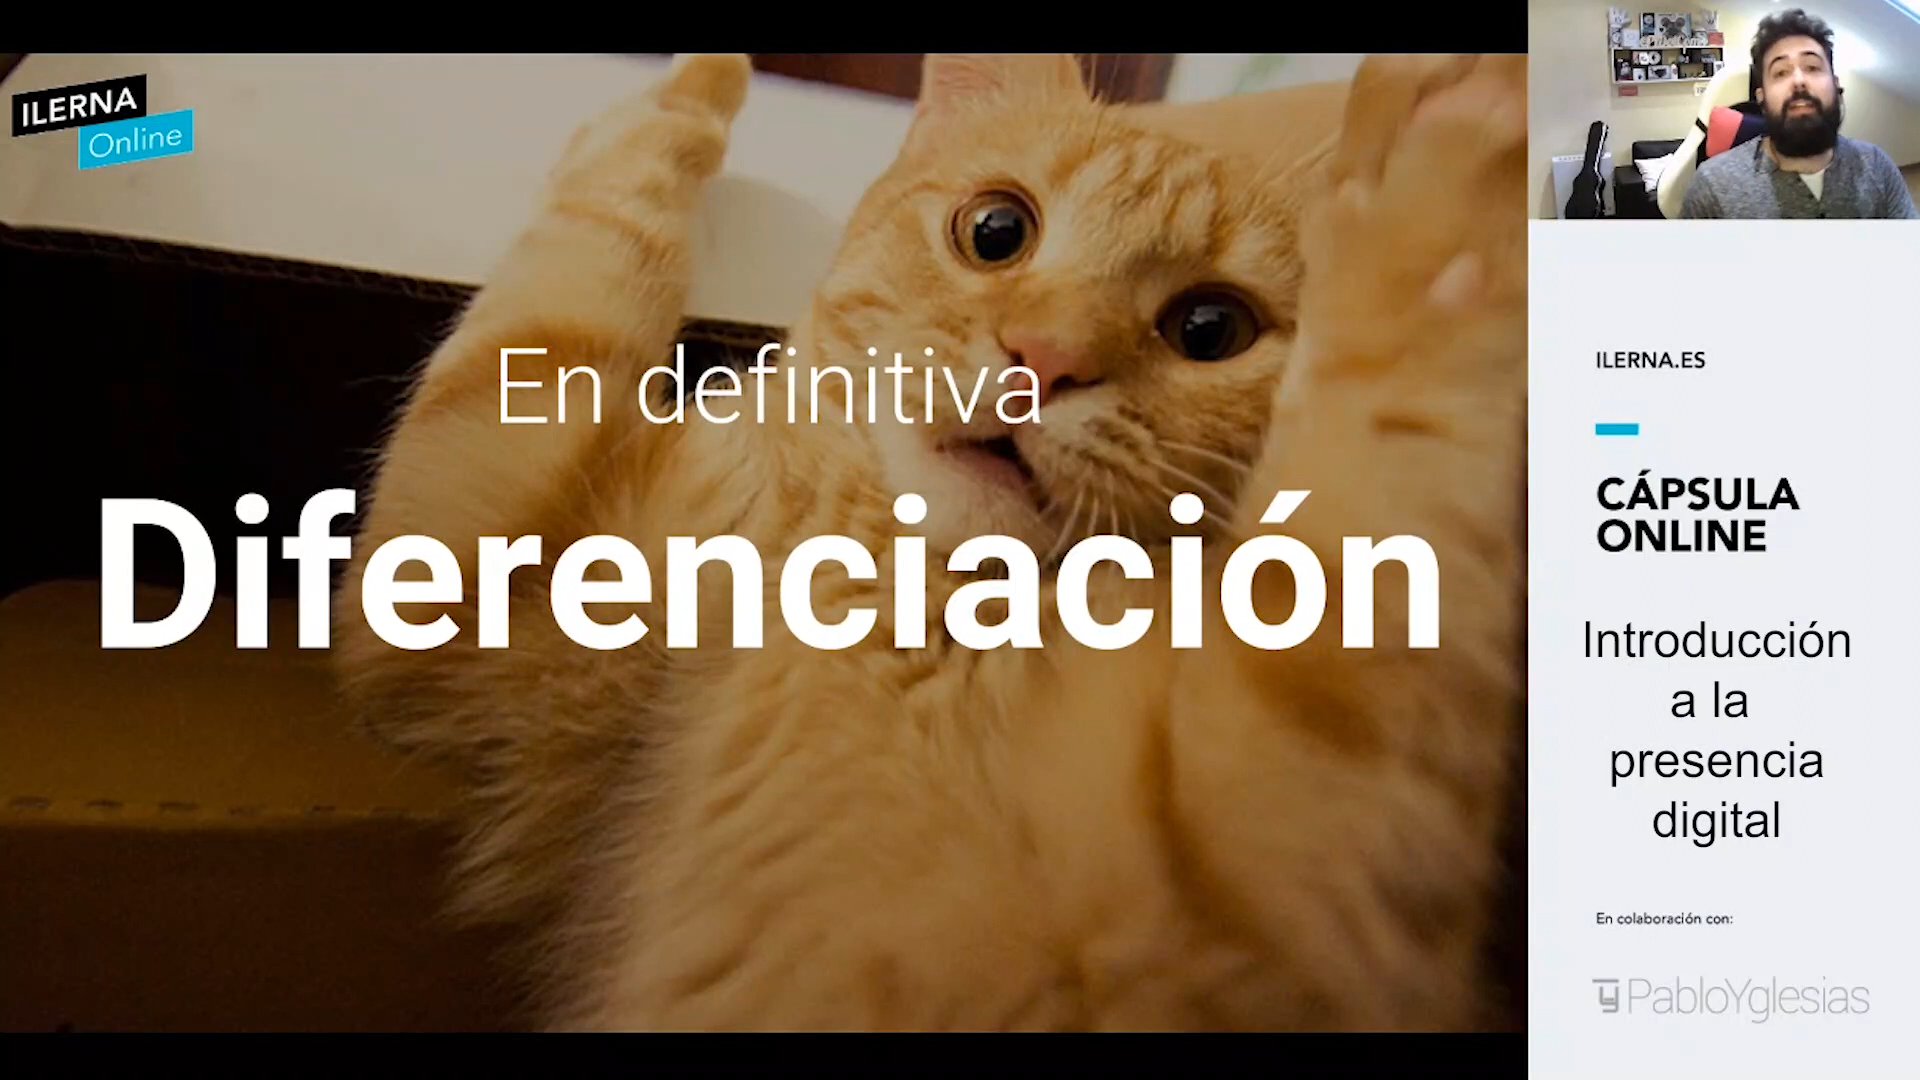 ILERNA
Online
En definitiva
Diferenciación
ILERNA.ES
CÁPSULA
ONLINE
Introducción
a la
presencia
digital
En colaboración con:
PabloYglesias